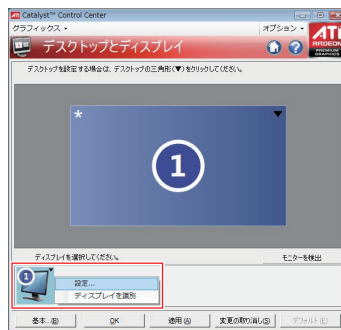 Catalyst™ Control Center
グラフィックス オプション
ATI
RADEON
PREMIUM
GRAPHICS
デスクトップとディスプレイ
デスクトップを設定する場合は、デスクトップの三角形(▼)をクリックしてください。
*
1
ディスプレイを選択してください。 モニターを検出
1
設定...
ディスプレイを識別
基本...(B) OK 適用(A) 変更の取り消し(S) デフォルト(E)